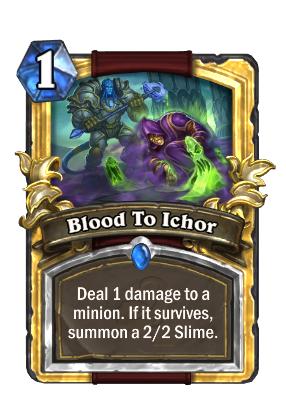 1
Blood To Ichor
Deal 1 damage to a
minion. If it survives,
summon a 2/2 Slime.